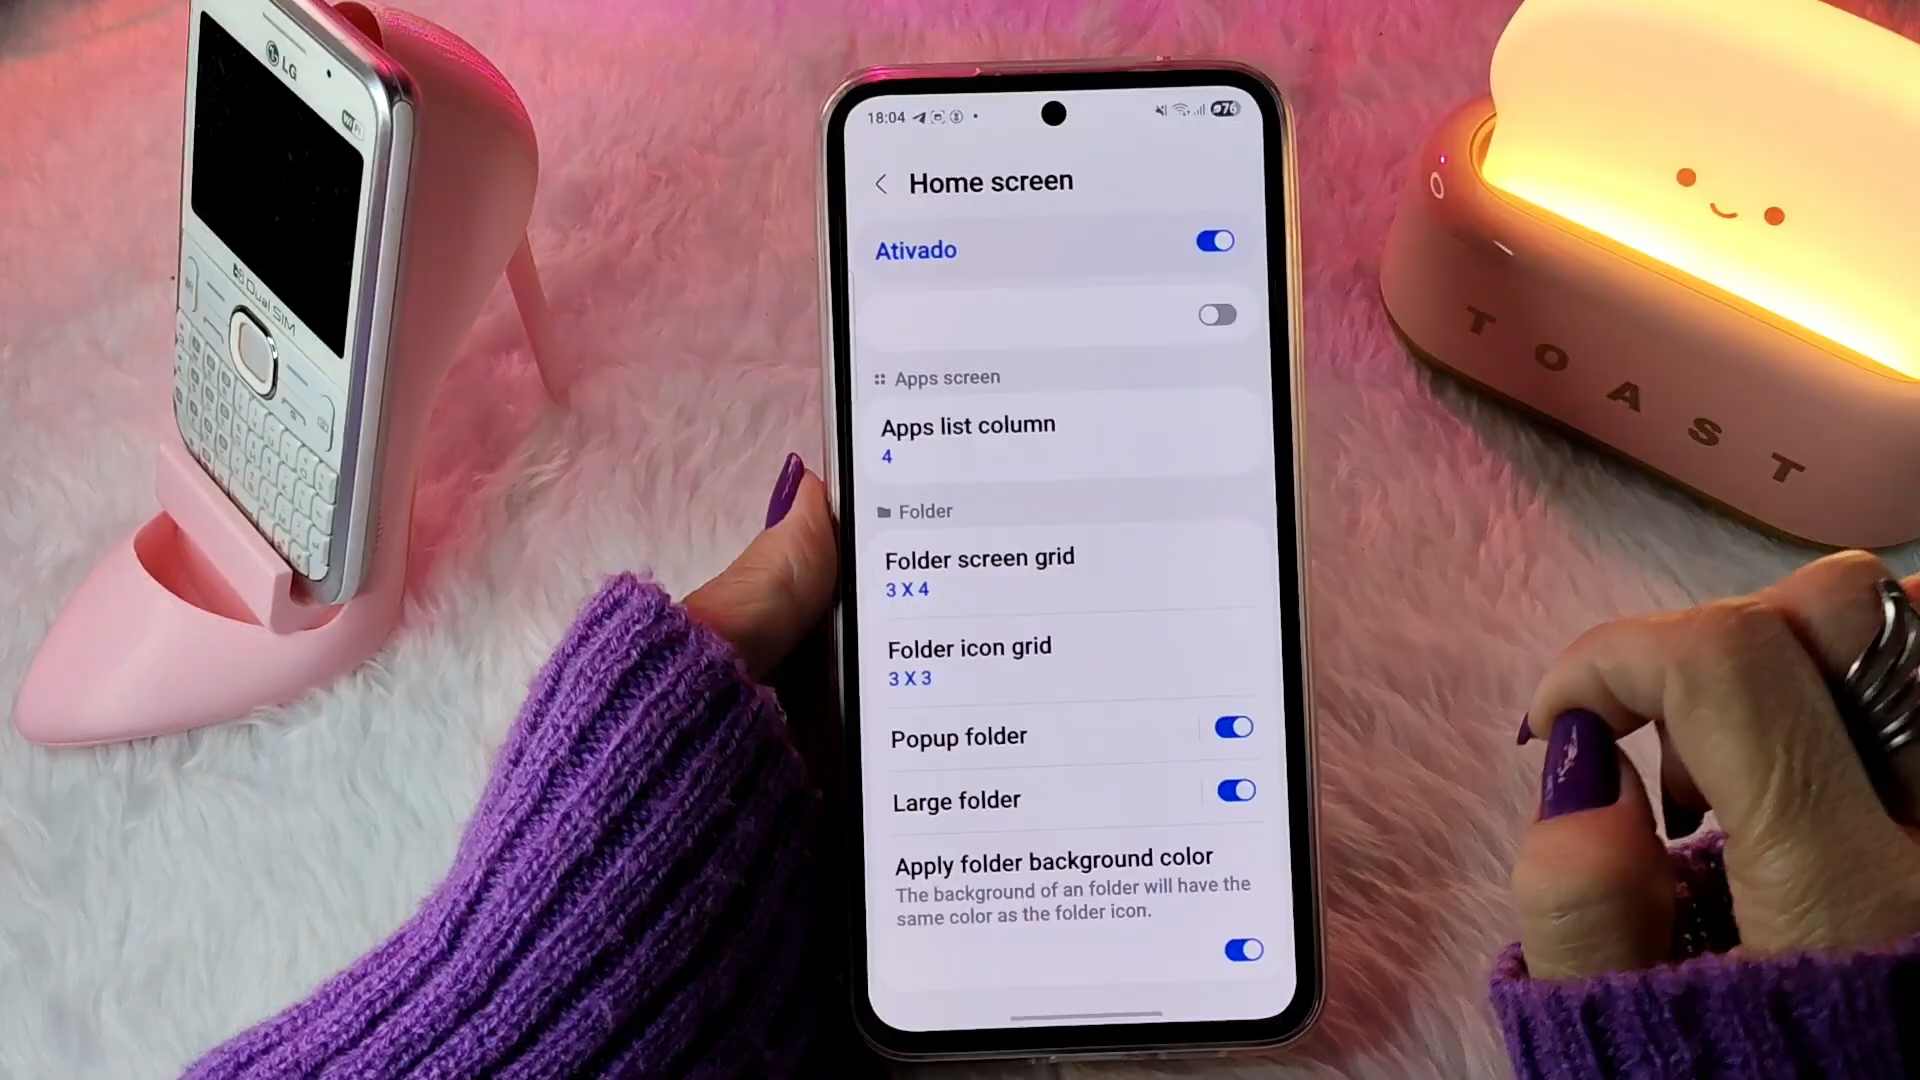 LG
WiFi
Dual SIM
18:04
76
Home screen
Ativado
Apps screen
Apps list column
4
Folder
Folder screen grid
3 X 4
Folder icon grid
3 X 3
Popup folder
Large folder
Apply folder background color
The background of an folder will have the
same color as the folder icon.
TOAST